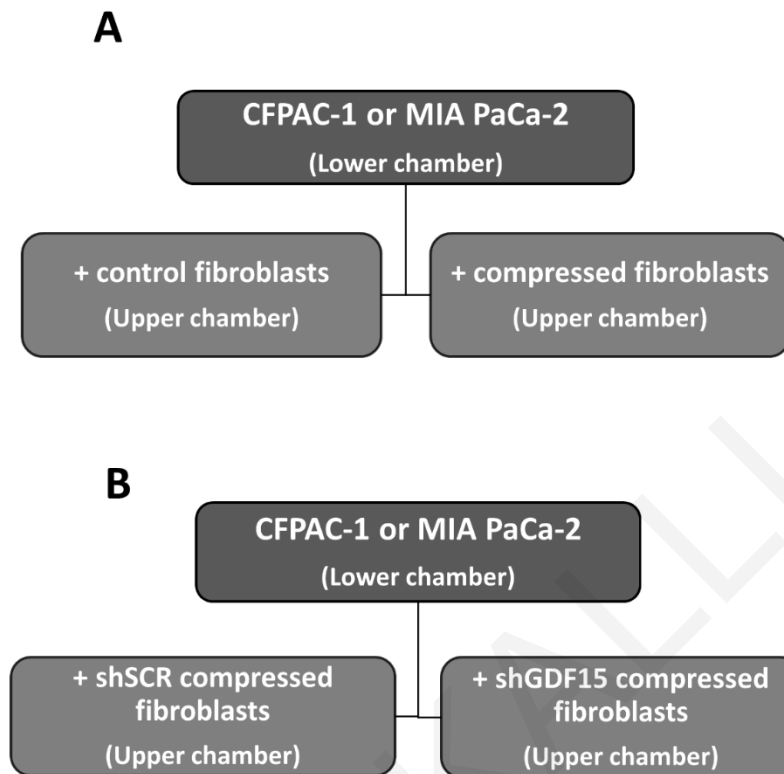 A
CFPAC-1 or MIA PaCa-2
(Lower chamber)
+ control fibroblasts
(Upper chamber)
+ compressed fibroblasts
(Upper chamber)
B
CFPAC-1 or MIA PaCa-2
(Lower chamber)
+ shSCR compressed
fibroblasts
(Upper chamber)
+ shGDF15 compressed
fibroblasts
(Upper chamber)